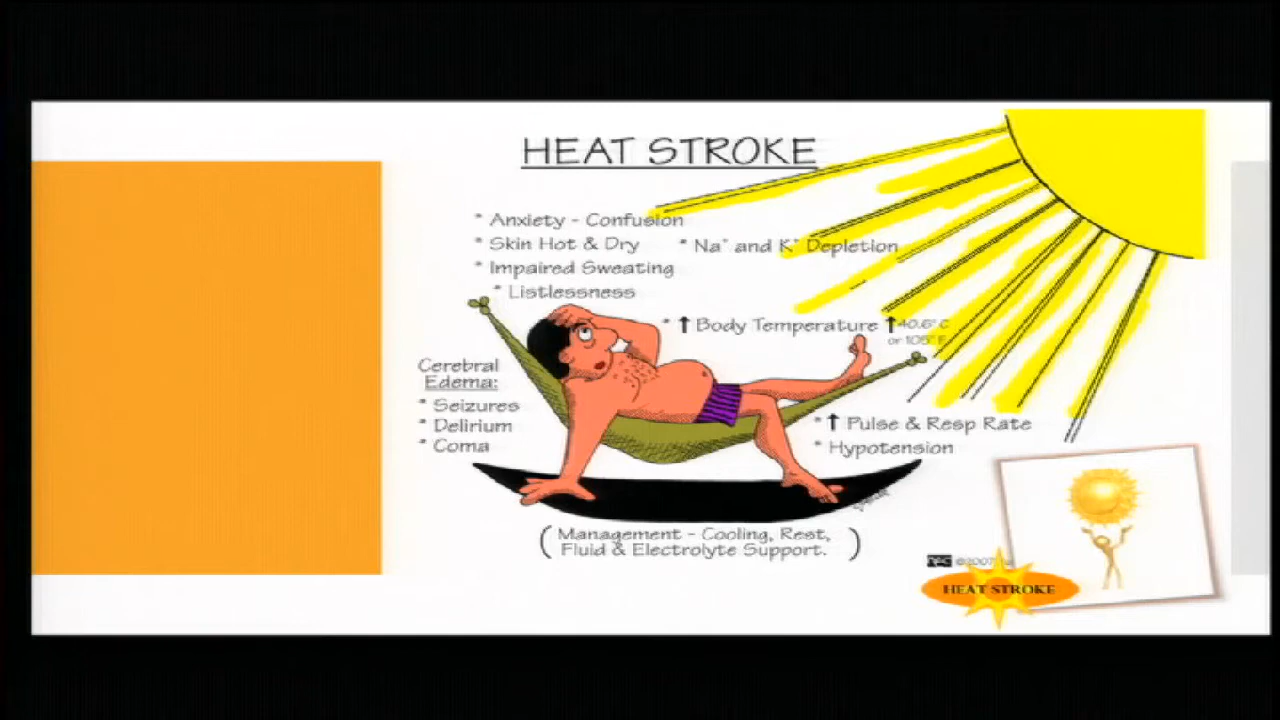 HEAT STROKE
* Anxiety - Confusion
* Skin Hot & Dry
* Na⁺ and K⁺ Depletion
* Impaired Sweating
* Listlessness
* ↑ Body Temperature ↑ 40.6° C
or 105° F
Cerebral
Edema:
* Seizures
* Delirium
* Coma
* ↑ Pulse & Resp Rate
* Hypotension
( Management - Cooling, Rest,
Fluid & Electrolyte Support. )
©2007
HEAT STROKE